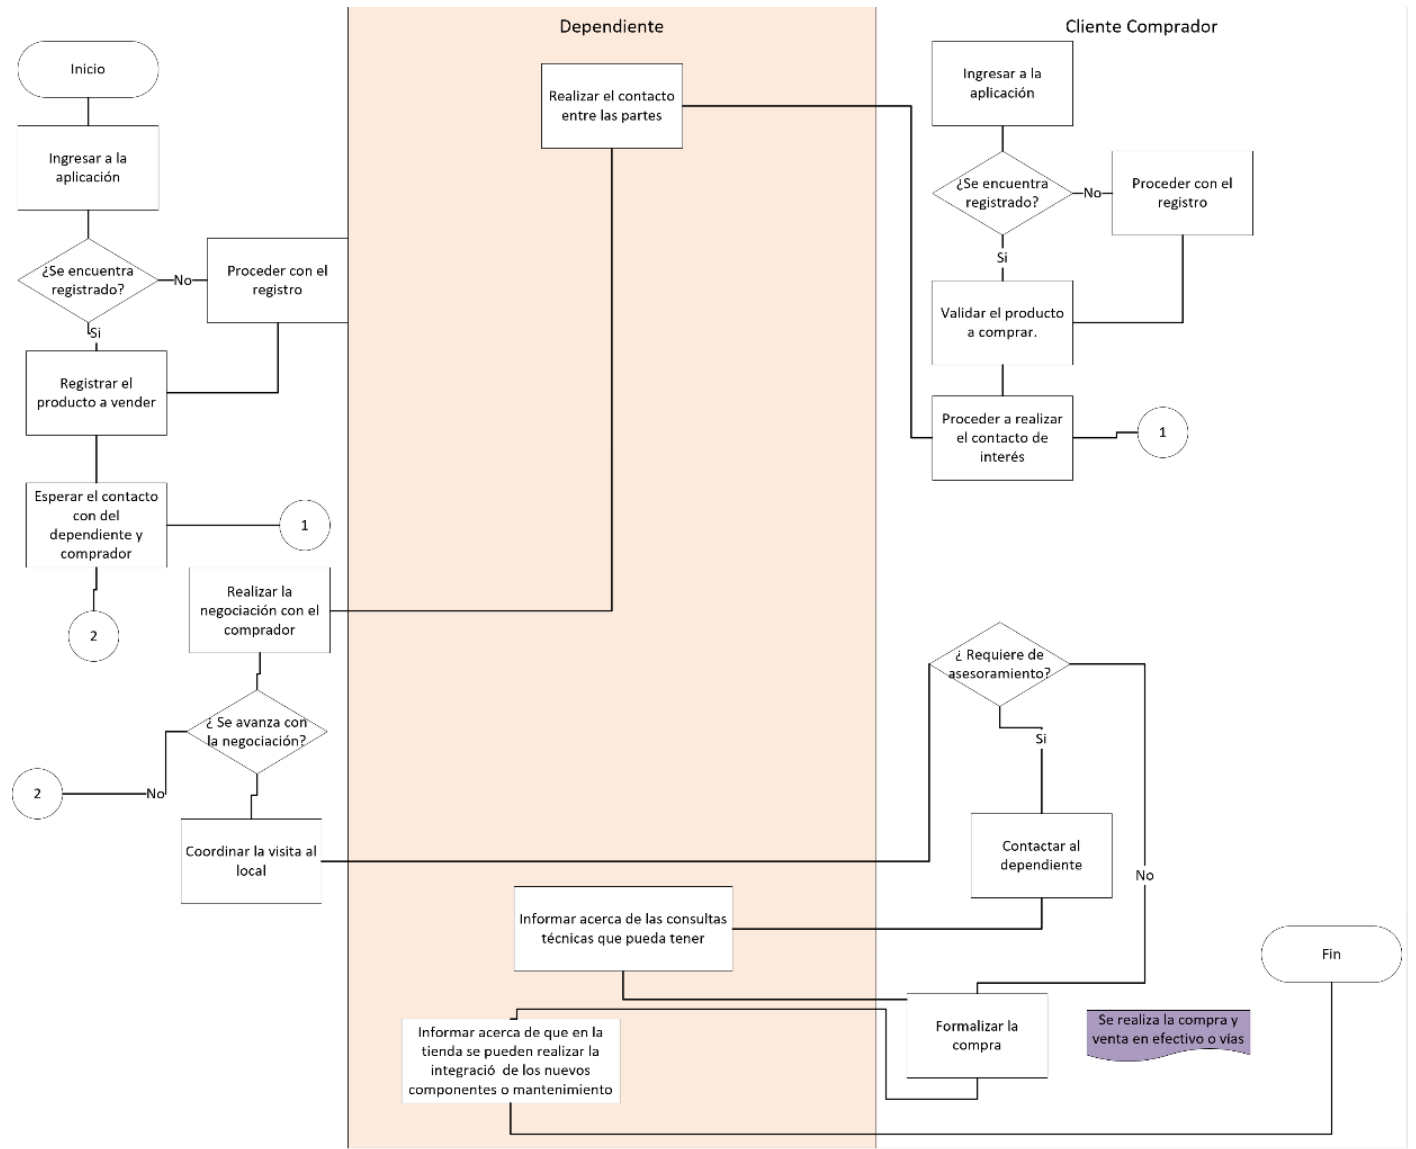 Dependiente
Cliente Comprador
Inicio
Ingresar a la
aplicación
¿Se encuentra
registrado?
No
Proceder con el
registro
Si
Registrar el
producto a vender
Esperar el contacto
con del
dependiente y
comprador
1
2
Realizar la
negociación con el
comprador
¿ Se avanza con
la negociación?
No
2
Coordinar la visita al
local
Realizar el contacto
entre las partes
Informar acerca de las consultas
técnicas que pueda tener
Informar acerca de que en la
tienda se pueden realizar la
integració de los nuevos
componentes o mantenimiento
Ingresar a la
aplicación
¿Se encuentra
registrado?
No
Proceder con el
registro
Si
Validar el producto
a comprar.
Proceder a realizar
el contacto de
interés
1
¿ Requiere de
asesoramiento?
Si
Contactar al
dependiente
No
Formalizar la
compra
Se realiza la compra y
venta en efectivo o vías
Fin